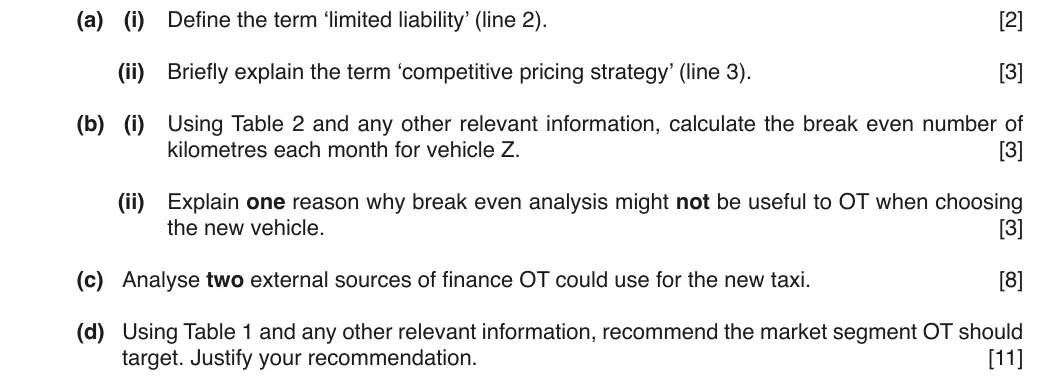 (a) (i) Define the term ‘limited liability’ (line 2). [2]
(ii) Briefly explain the term ‘competitive pricing strategy’ (line 3). [3]
(b) (i) Using Table 2 and any other relevant information, calculate the break even number of
kilometres each month for vehicle Z. [3]
(ii) Explain one reason why break even analysis might not be useful to OT when choosing
the new vehicle. [3]
(c) Analyse two external sources of finance OT could use for the new taxi. [8]
(d) Using Table 1 and any other relevant information, recommend the market segment OT should
target. Justify your recommendation. [11]